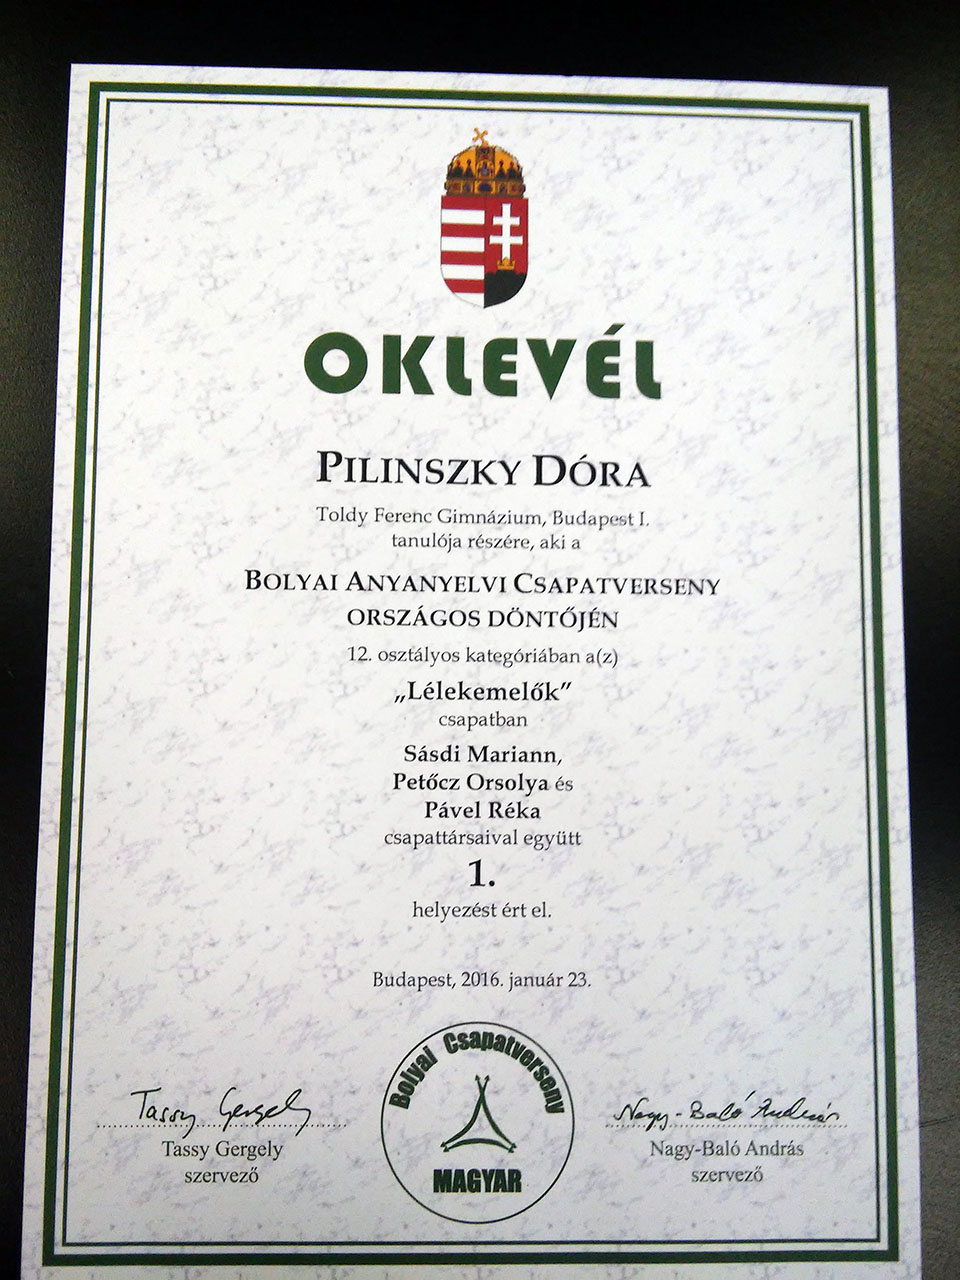 OKLEVÉL
PILINSZKY DÓRA
Toldy Ferenc Gimnázium, Budapest I.
tanulója részére, aki a
BOLYAI ANYANYELVI CSAPATVERSENY
ORSZÁGOS DÖNTŐJÉN
12. osztályos kategóriában a(z)
„Lélekemelők”
csapatban
Sásdi Mariann,
Petőcz Orsolya és
Pável Réka
csapattársaival együtt
1.
helyezést ért el.
Budapest, 2016. január 23.
Bolyai Csapatverseny
MAGYAR
Tassy Gergely
Tassy Gergely
szervező
Nagy-Baló András
Nagy-Baló András
szervező